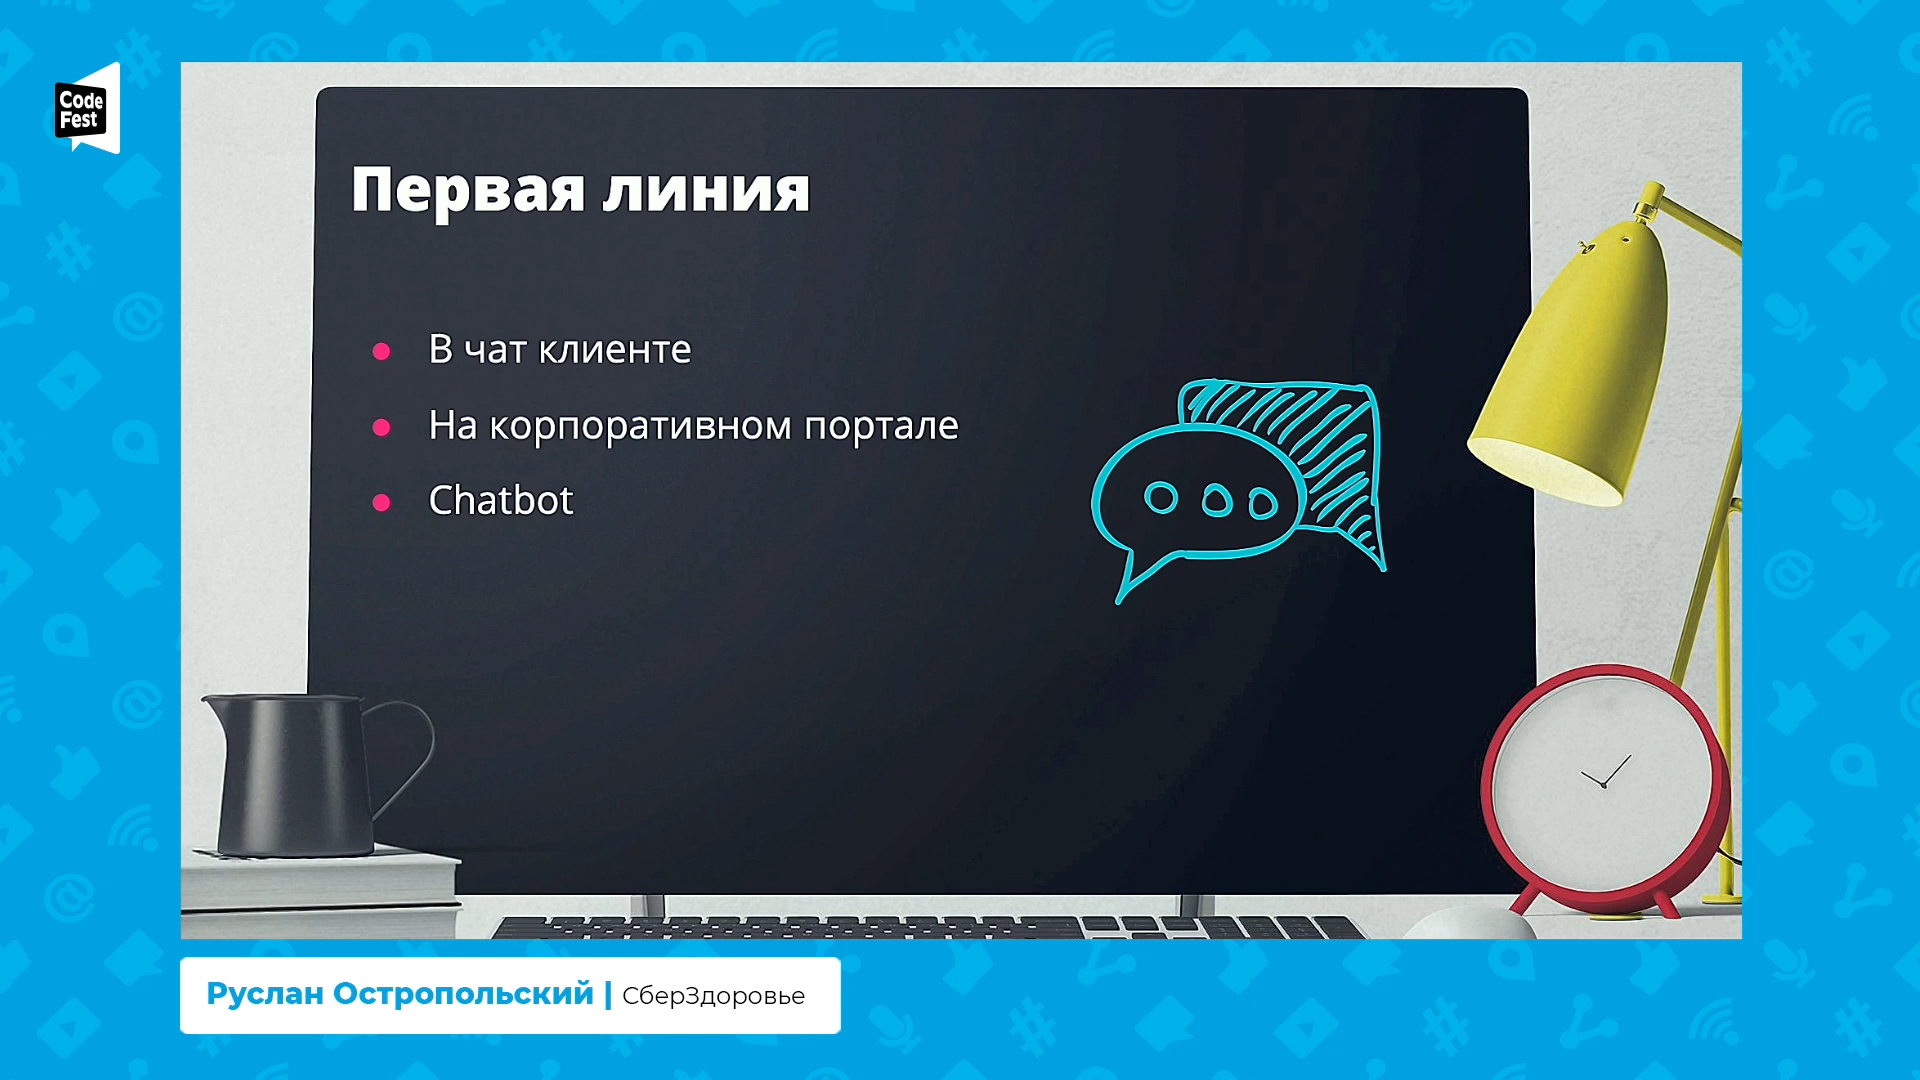 Code
Fest
Первая линия
В чат клиенте
На корпоративном портале
Chatbot
Руслан Остропольский | СберЗдоровье